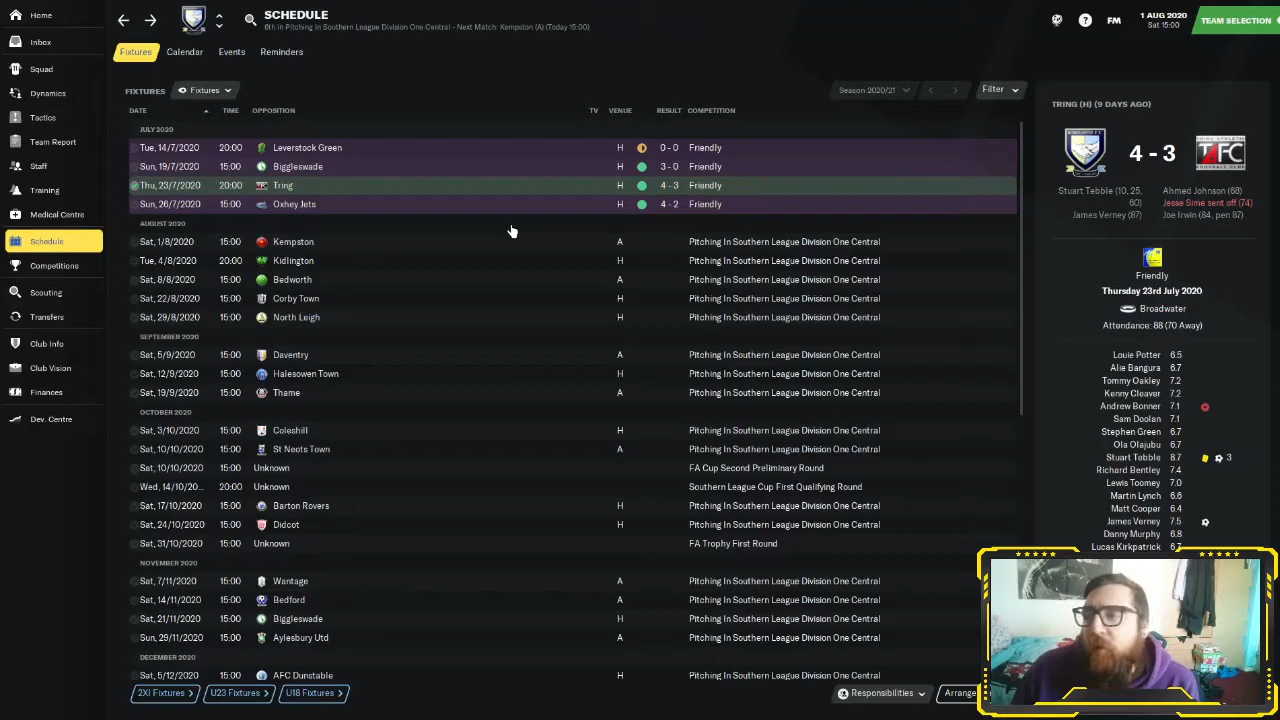 Home
Inbox
Squad
Dynamics
Tactics
Team Report
Staff
Training
Medical Centre
Schedule
Competitions
Scouting
Transfers
Club Info
Club Vision
Finances
Dev. Centre
SCHEDULE
6th in Pitching In Southern League Division One Central - Next Match: Kempston (A) (Today 15:00)
FM
1 AUG 2020
Sat 15:00
TEAM SELECTION
Fixtures Calendar Events Reminders
FIXTURES Fixtures Season 2020/21 Filter
DATE TIME OPPOSITION TV VENUE RESULT COMPETITION
JULY 2020
Tue, 14/7/2020 20:00 Leverstock Green H 0 - 0 Friendly
Sun, 19/7/2020 15:00 Biggleswade H 3 - 0 Friendly
Thu, 23/7/2020 20:00 Tring H 4 - 3 Friendly
Sun, 26/7/2020 15:00 Oxhey Jets H 4 - 2 Friendly
AUGUST 2020
Sat, 1/8/2020 15:00 Kempston A Pitching In Southern League Division One Central
Tue, 4/8/2020 20:00 Kidlington H Pitching In Southern League Division One Central
Sat, 8/8/2020 15:00 Bedworth A Pitching In Southern League Division One Central
Sat, 22/8/2020 15:00 Corby Town H Pitching In Southern League Division One Central
Sat, 29/8/2020 15:00 North Leigh H Pitching In Southern League Division One Central
SEPTEMBER 2020
Sat, 5/9/2020 15:00 Daventry A Pitching In Southern League Division One Central
Sat, 12/9/2020 15:00 Halesowen Town H Pitching In Southern League Division One Central
Sat, 19/9/2020 15:00 Thame A Pitching In Southern League Division One Central
OCTOBER 2020
Sat, 3/10/2020 15:00 Coleshill H Pitching In Southern League Division One Central
Sat, 10/10/2020 15:00 St Neots Town A Pitching In Southern League Division One Central
Sat, 10/10/2020 15:00 Unknown FA Cup Second Preliminary Round
Wed, 14/10/20... 20:00 Unknown Southern League Cup First Qualifying Round
Sat, 17/10/2020 15:00 Barton Rovers H Pitching In Southern League Division One Central
Sat, 24/10/2020 15:00 Didcot H Pitching In Southern League Division One Central
Sat, 31/10/2020 15:00 Unknown FA Trophy First Round
NOVEMBER 2020
Sat, 7/11/2020 15:00 Wantage A Pitching In Southern League Division One Central
Sat, 14/11/2020 15:00 Bedford A Pitching In Southern League Division One Central
Sat, 21/11/2020 15:00 Biggleswade H Pitching In Southern League Division One Central
Sun, 29/11/2020 15:00 Aylesbury Utd A Pitching In Southern League Division One Central
DECEMBER 2020
Sat, 5/12/2020 15:00 AFC Dunstable H Pitching In Southern League Division One Central
2XI Fixtures U23 Fixtures U18 Fixtures Responsibilities Arrange
TRING (H) (9 DAYS AGO)
4 - 3
TFC
Stuart Tebble (10, 25, 60)
James Verney (87)
Ahmed Johnson (68)
Jesse Sime sent off (74)
Joe Irwin (84, pen 87)
Friendly
Thursday 23rd July 2020
Broadwater
Attendance: 88 (70 Away)
Louie Potter 6.5
Alie Bangura 6.7
Tommy Oakley 7.2
Kenny Cleaver 7.2
Andrew Bonner 7.1
Sam Doolan 7.1
Stephen Green 6.7
Ola Olajubu 6.7
Stuart Tebble 8.7 3
Richard Bentley 7.4
Lewis Toomey 7.0
Martin Lynch 6.6
Matt Cooper 6.4
James Verney 7.5
Danny Murphy 6.8
Lucas Kirkpatrick 6.7